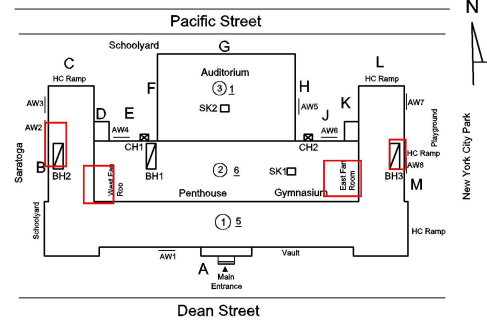 Pacific Street
N
Schoolyard
G
C
L
HC Ramp
Auditorium
HC Ramp
3 1
F
H
AW3
SK2
AW5
AW7
E
J
K
D
AW2
AW4
AW6
Playground
CH1
CH2
Saratoga
B
BH2
BH1
2 6
SK1
HC Ramp
AW8
BH3
M
New York City Park
West Fan
Roo
Penthouse
Gymnasium
East Fan
Room
Schoolyard
1 5
HC Ramp
AW1
A
Vault
Main
Entrance
Dean Street